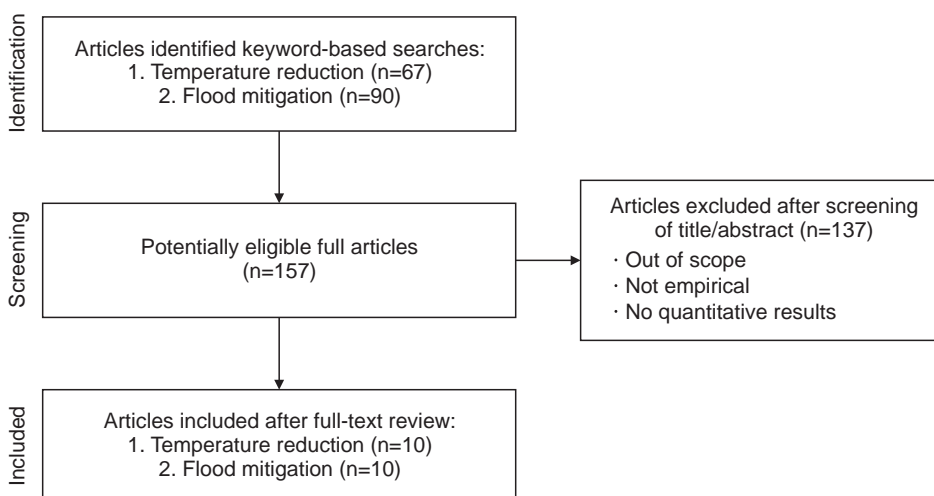 Identification
Articles identified keyword-based searches:
1. Temperature reduction (n=67)
2. Flood mitigation (n=90)
Screening
Potentially eligible full articles
(n=157)
Articles excluded after screening
of title/abstract (n=137)
· Out of scope
· Not empirical
· No quantitative results
Included
Articles included after full-text review:
1. Temperature reduction (n=10)
2. Flood mitigation (n=10)